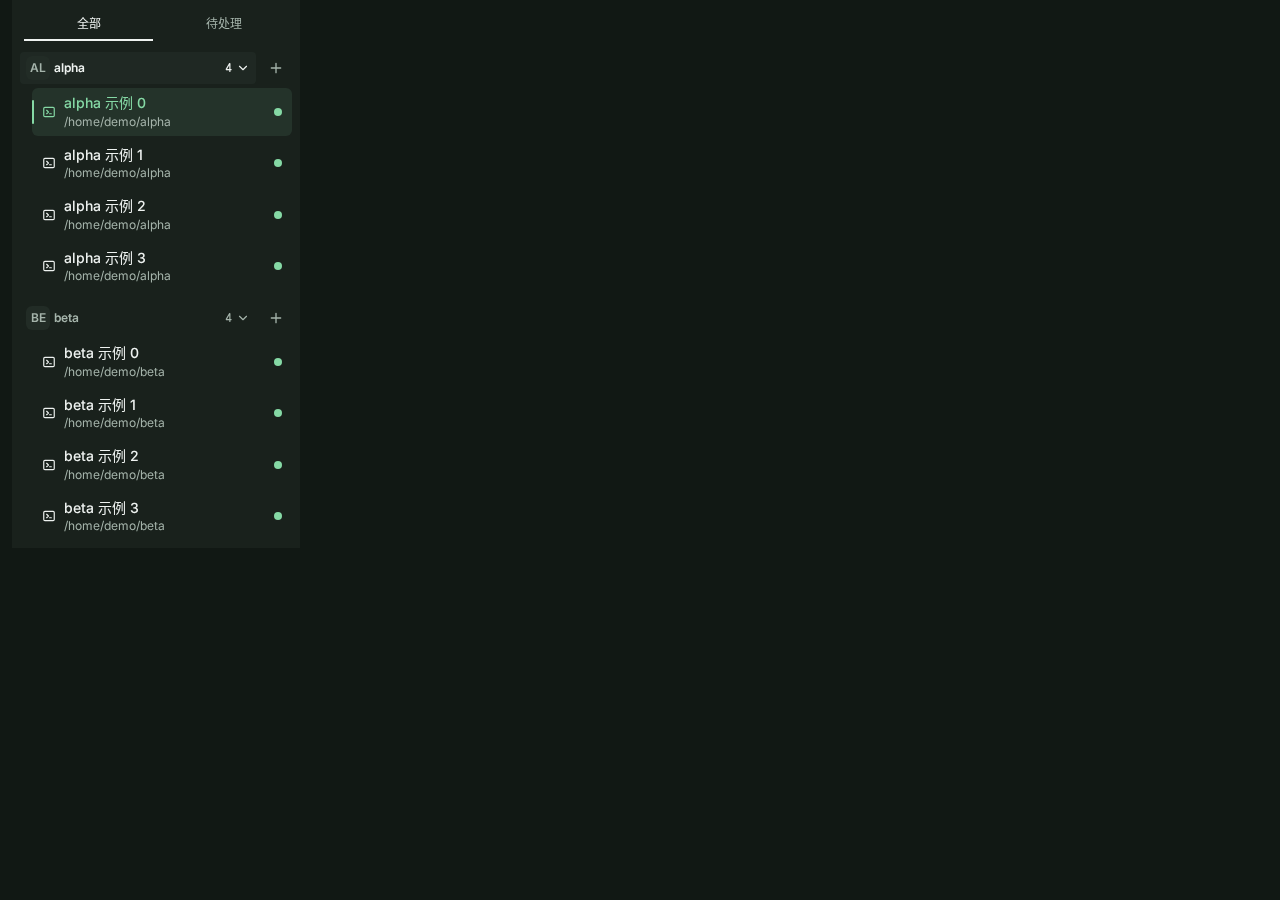 全部 待处理
AL alpha 4
alpha 示例 0
/home/demo/alpha
alpha 示例 1
/home/demo/alpha
alpha 示例 2
/home/demo/alpha
alpha 示例 3
/home/demo/alpha
BE beta 4
beta 示例 0
/home/demo/beta
beta 示例 1
/home/demo/beta
beta 示例 2
/home/demo/beta
beta 示例 3
/home/demo/beta